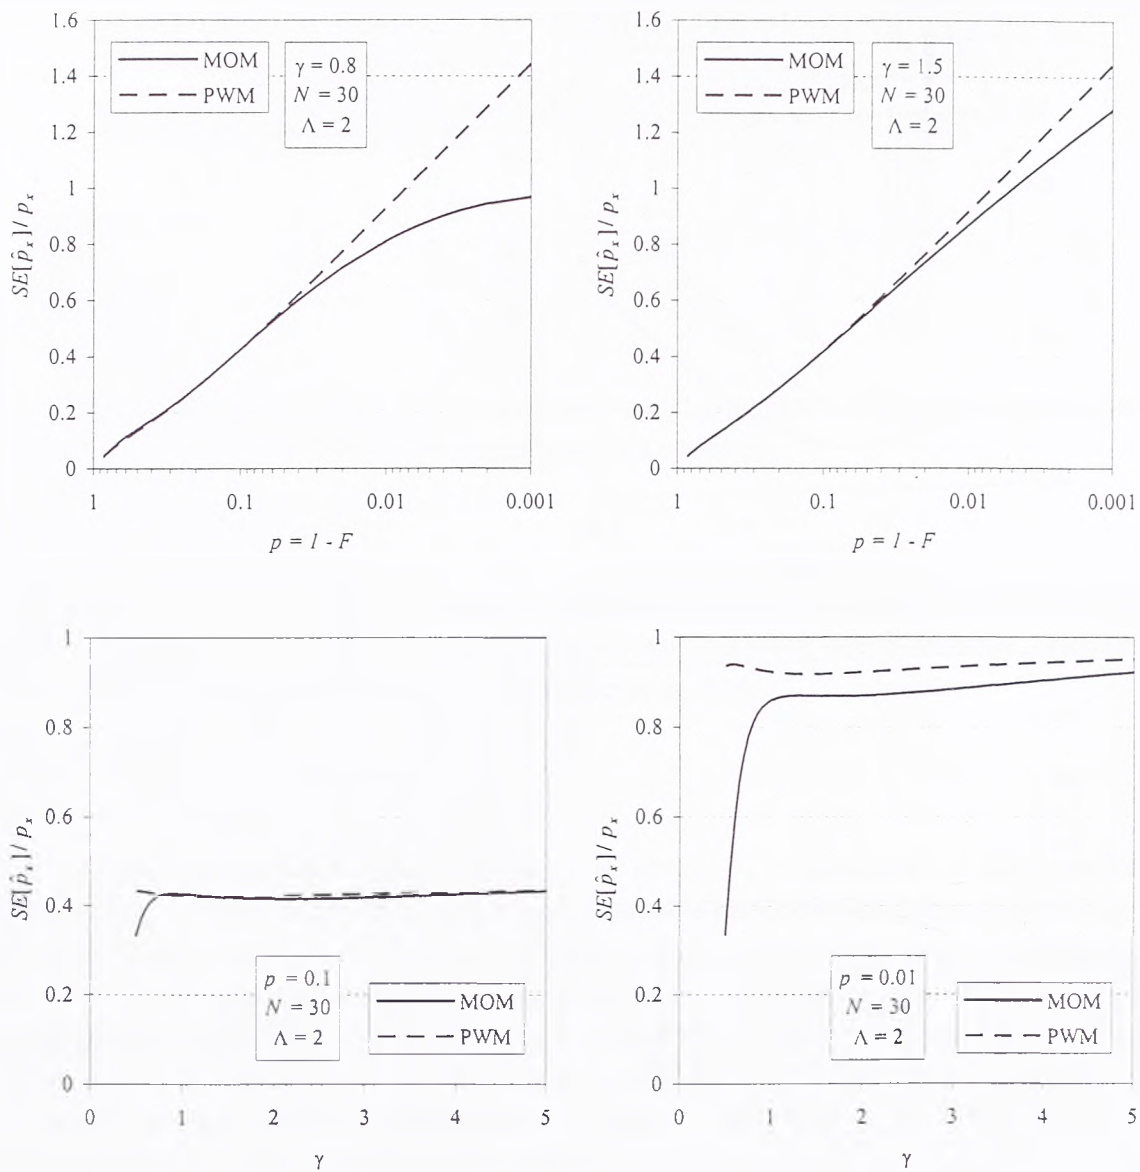 1.6
1.4
1.2
1
0.8
0.6
0.4
0.2
0
SE[p̂ₓ]/ pₓ
MOM
PWM
γ = 0.8
N = 30
Λ = 2
1 0.1 0.01 0.001
p = 1 - F
1.6
1.4
1.2
1
0.8
0.6
0.4
0.2
0
SE[p̂ₓ]/ pₓ
MOM
PWM
γ = 1.5
N = 30
Λ = 2
1 0.1 0.01 0.001
p = 1 - F
1
0.8
0.6
0.4
0.2
0
SE[p̂ₓ]/ pₓ
p = 0.1
N = 30
Λ = 2
MOM
PWM
0 1 2 3 4 5
γ
1
0.8
0.6
0.4
0.2
0
SE[p̂ₓ]/ pₓ
p = 0.01
N = 30
Λ = 2
MOM
PWM
0 1 2 3 4 5
γ